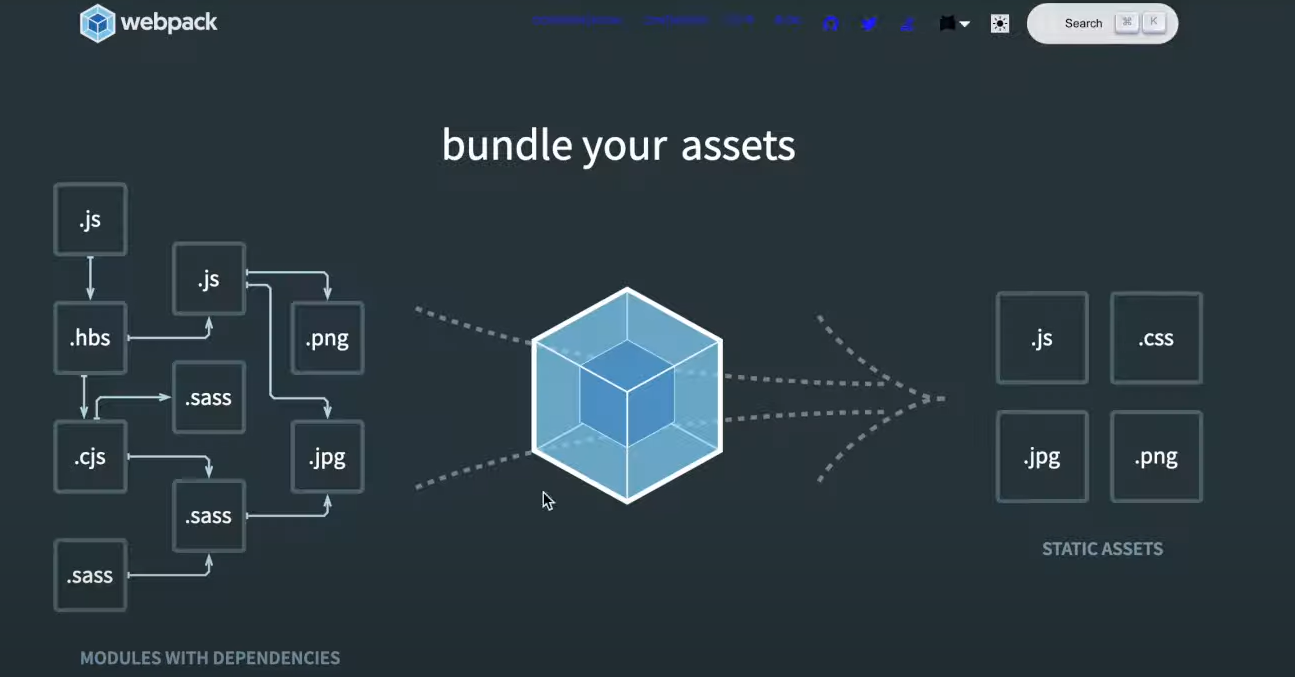 webpack
Search ⌘ K
bundle your assets
.js
.js
.hbs
.png
.js
.css
.sass
.cjs
.jpg
.jpg
.png
.sass
STATIC ASSETS
.sass
MODULES WITH DEPENDENCIES